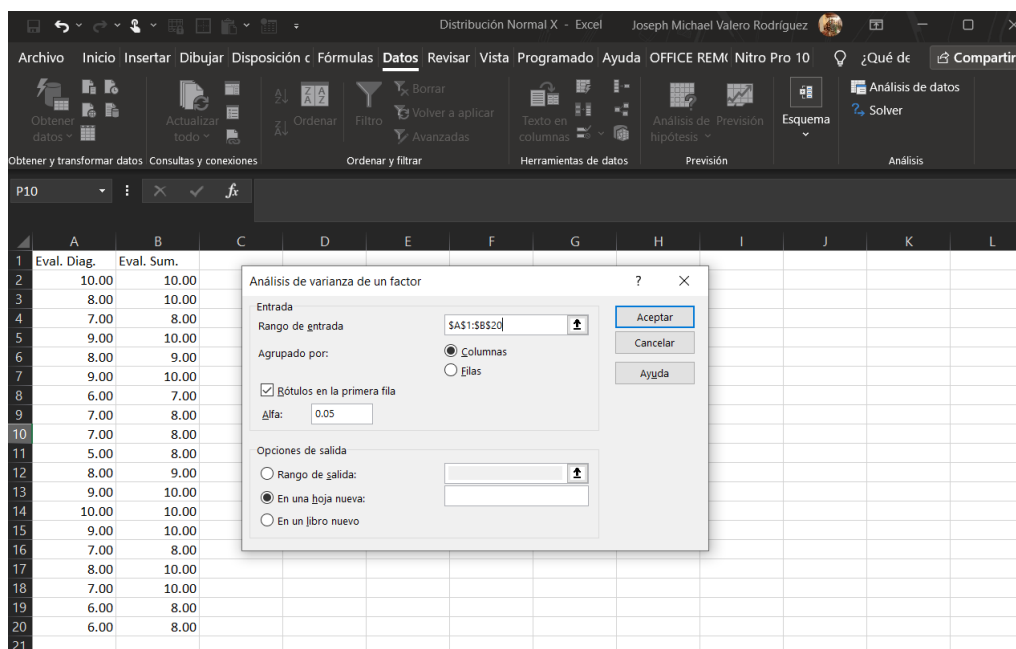 Distribución Normal X - Excel Joseph Michael Valero Rodríguez
Archivo Inicio Insertar Dibujar Disposición c Fórmulas Datos Revisar Vista Programado Ayuda OFFICE REM( Nitro Pro 10 ¿Qué de Compartir
Obtener datos
Actualizar todo
Ordenar
Filtro
Borrar
Volver a aplicar
Avanzadas
Texto en columnas
Análisis de hipótesis
Previsión
Esquema
Análisis de datos
Solver
Obtener y transformar datos Consultas y conexiones Ordenar y filtrar Herramientas de datos Previsión Análisis
P10 fx
A B C D E F G H I J K L
1 Eval. Diag. Eval. Sum.
2 10.00 10.00
3 8.00 10.00
4 7.00 8.00
5 9.00 10.00
6 8.00 9.00
7 9.00 10.00
8 6.00 7.00
9 7.00 8.00
10 7.00 8.00
11 5.00 8.00
12 8.00 9.00
13 9.00 10.00
14 10.00 10.00
15 9.00 10.00
16 7.00 8.00
17 8.00 10.00
18 7.00 10.00
19 6.00 8.00
20 6.00 8.00
21
Análisis de varianza de un factor ?
Entrada
Rango de entrada $A$1:$B$20
Agrupado por: Columnas
Filas
Rótulos en la primera fila
Alfa: 0.05
Opciones de salida
Rango de salida:
En una hoja nueva:
En un libro nuevo
Aceptar
Cancelar
Ayuda